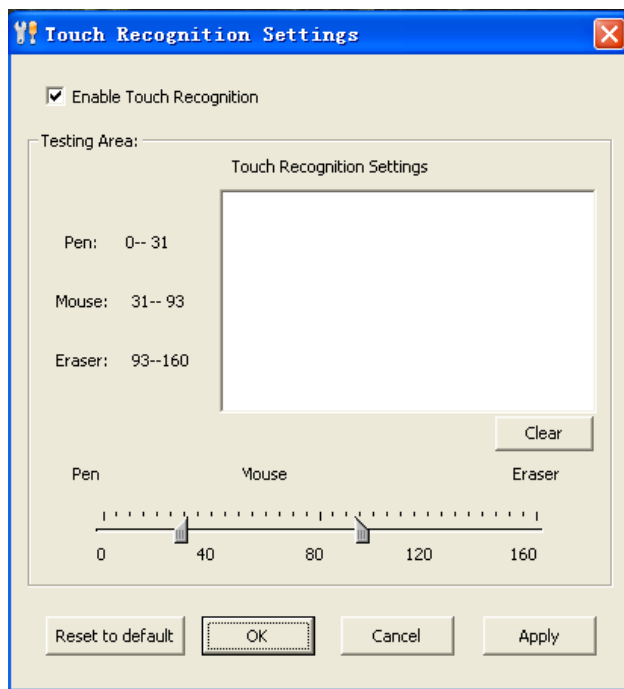 Touch Recognition Settings
Enable Touch Recognition
Testing Area:
Touch Recognition Settings
Pen: 0-- 31
Mouse: 31-- 93
Eraser: 93--160
Clear
Pen Mouse Eraser
0 40 80 120 160
Reset to default OK Cancel Apply